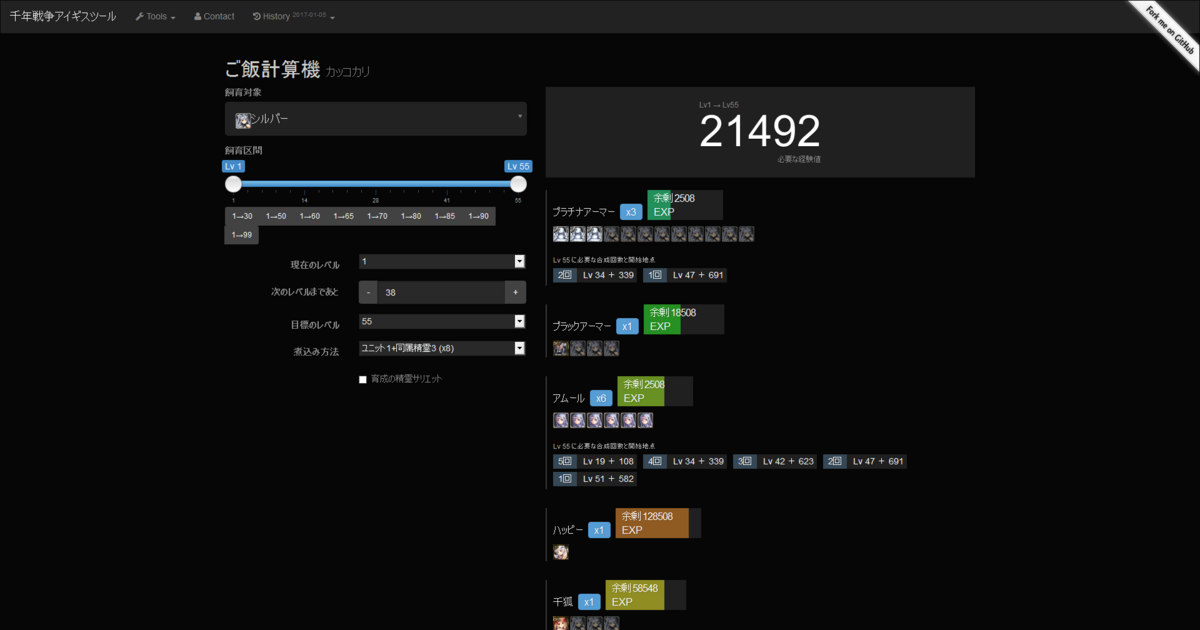 千年戦争アイギスツール Tools Contact History 2017-01-05
Fork me on GitHub
ご飯計算機 カッコカリ
飼育対象
シルバー
飼育区間
Lv 1 Lv 55
1 14 28 41 55
1→30 1→50 1→60 1→65 1→70 1→80 1→85 1→90
1→99
現在のレベル 1
次のレベルまであと - 38 +
目標のレベル 55
煮込み方法 ユニット1+同属精霊3 (x8)
育成の精霊サリエット
Lv1 → Lv55
21492
必要な経験値
プラチナアーマー x3 余剰2508 EXP
Lv 55に必要な合成回数と開始地点
2回 Lv 34 + 339 1回 Lv 47 + 691
ブラックアーマー x1 余剰18508 EXP
アムール x6 余剰2508 EXP
Lv 55に必要な合成回数と開始地点
5回 Lv 19 + 108 4回 Lv 34 + 339 3回 Lv 42 + 623 2回 Lv 47 + 691
1回 Lv 51 + 582
ハッピー x1 余剰128508 EXP
千狐 x1 余剰58548 EXP